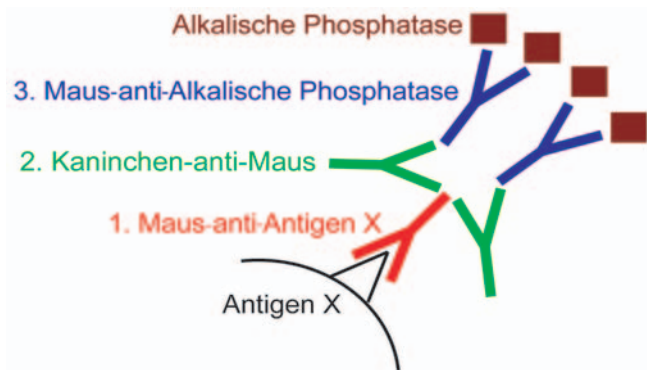 Alkalische Phosphatase
3. Maus-anti-Alkalische Phosphatase
2. Kaninchen-anti-Maus
1. Maus-anti-Antigen X
Antigen X